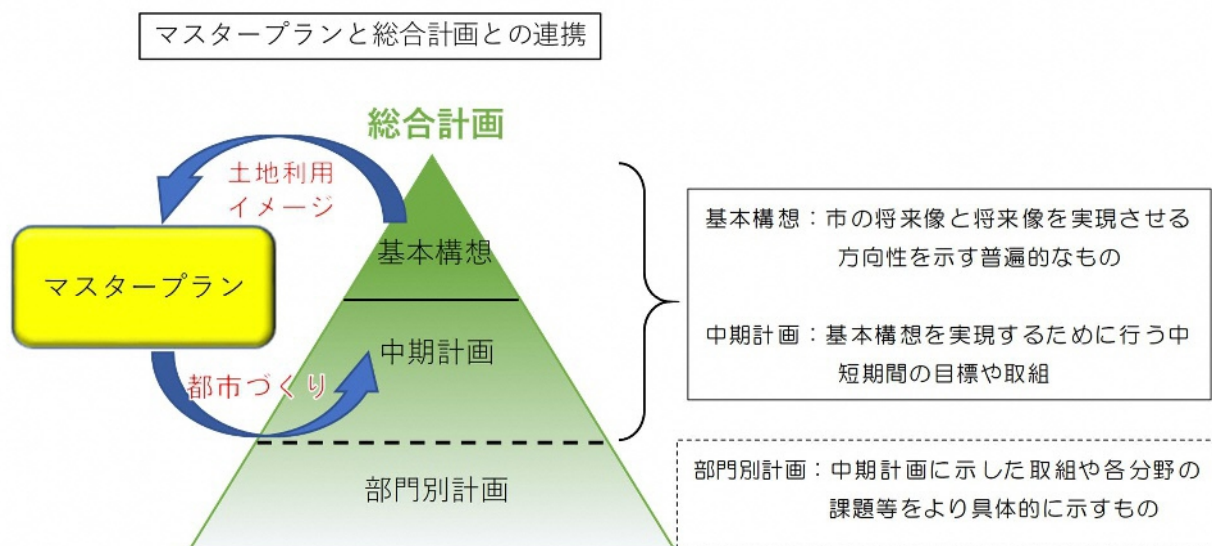 マスタープランと総合計画との連携
総合計画
土地利用
イメージ
基本構想
マスタープラン
中期計画
都市づくり
部門別計画
基本構想：市の将来像と将来像を実現させる
方向性を示す普遍的なもの
中期計画：基本構想を実現するために行う中
短期間の目標や取組
部門別計画：中期計画に示した取組や各分野の
課題等をより具体的に示すもの